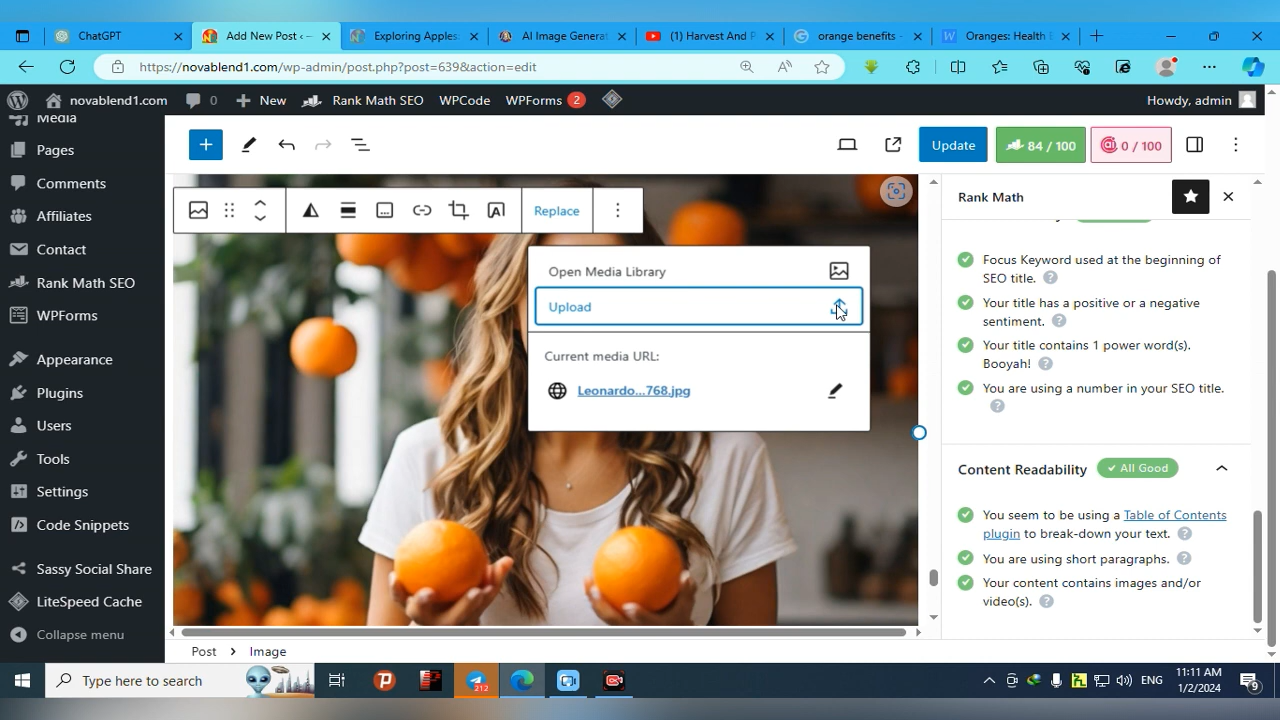 ChatGPT
Add New Post ‹ —
Exploring Apples:
AI Image Generat
(1) Harvest And P
orange benefits -
Oranges: Health B
https://novablend1.com/wp-admin/post.php?post=639&action=edit
novablend1.com
0
New
Rank Math SEO
WPCode
WPForms 2
Howdy, admin
Media
Pages
Comments
Affiliates
Contact
Rank Math SEO
WPForms
Appearance
Plugins
Users
Tools
Settings
Code Snippets
Sassy Social Share
LiteSpeed Cache
Collapse menu
Update
84 / 100
0 / 100
Replace
Open Media Library
Upload
Current media URL:
Leonardo...768.jpg
Rank Math
Focus Keyword used at the beginning of
SEO title.
Your title has a positive or a negative
sentiment.
Your title contains 1 power word(s).
Booyah!
You are using a number in your SEO title.
Content Readability
All Good
You seem to be using a Table of Contents
plugin to break-down your text.
You are using short paragraphs.
Your content contains images and/or
video(s).
Post
Image
Type here to search
212
ENG
11:11 AM
1/2/2024
9